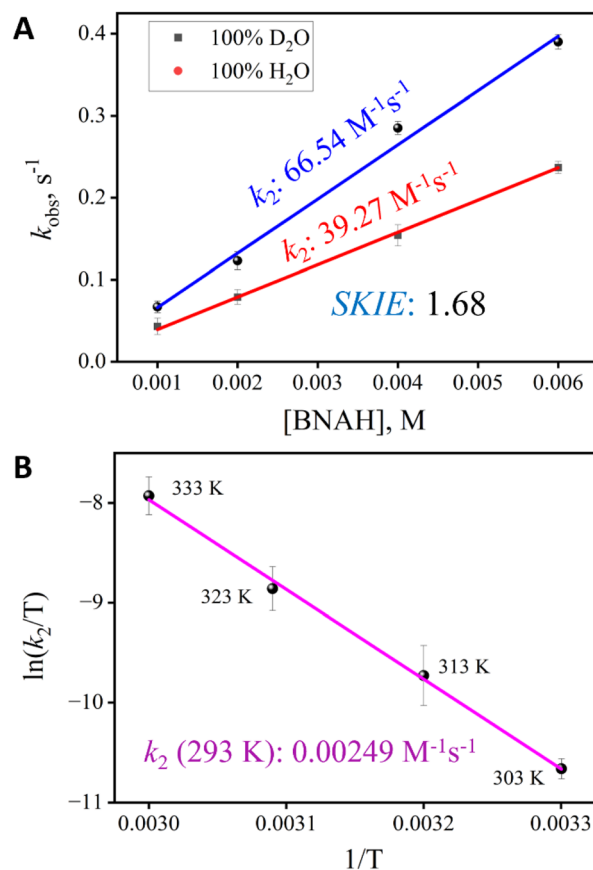 A
100% D₂O
100% H₂O
k₂: 66.54 M⁻¹s⁻¹
k₂: 39.27 M⁻¹s⁻¹
SKIE: 1.68
k_obs, s⁻¹
0.4
0.3
0.2
0.1
0.0
0.001 0.002 0.003 0.004 0.005 0.006
[BNAH], M
B
333 K
323 K
313 K
303 K
k₂ (293 K): 0.00249 M⁻¹s⁻¹
ln(k₂/T)
−8
−9
−10
−11
0.0030 0.0031 0.0032 0.0033
1/T